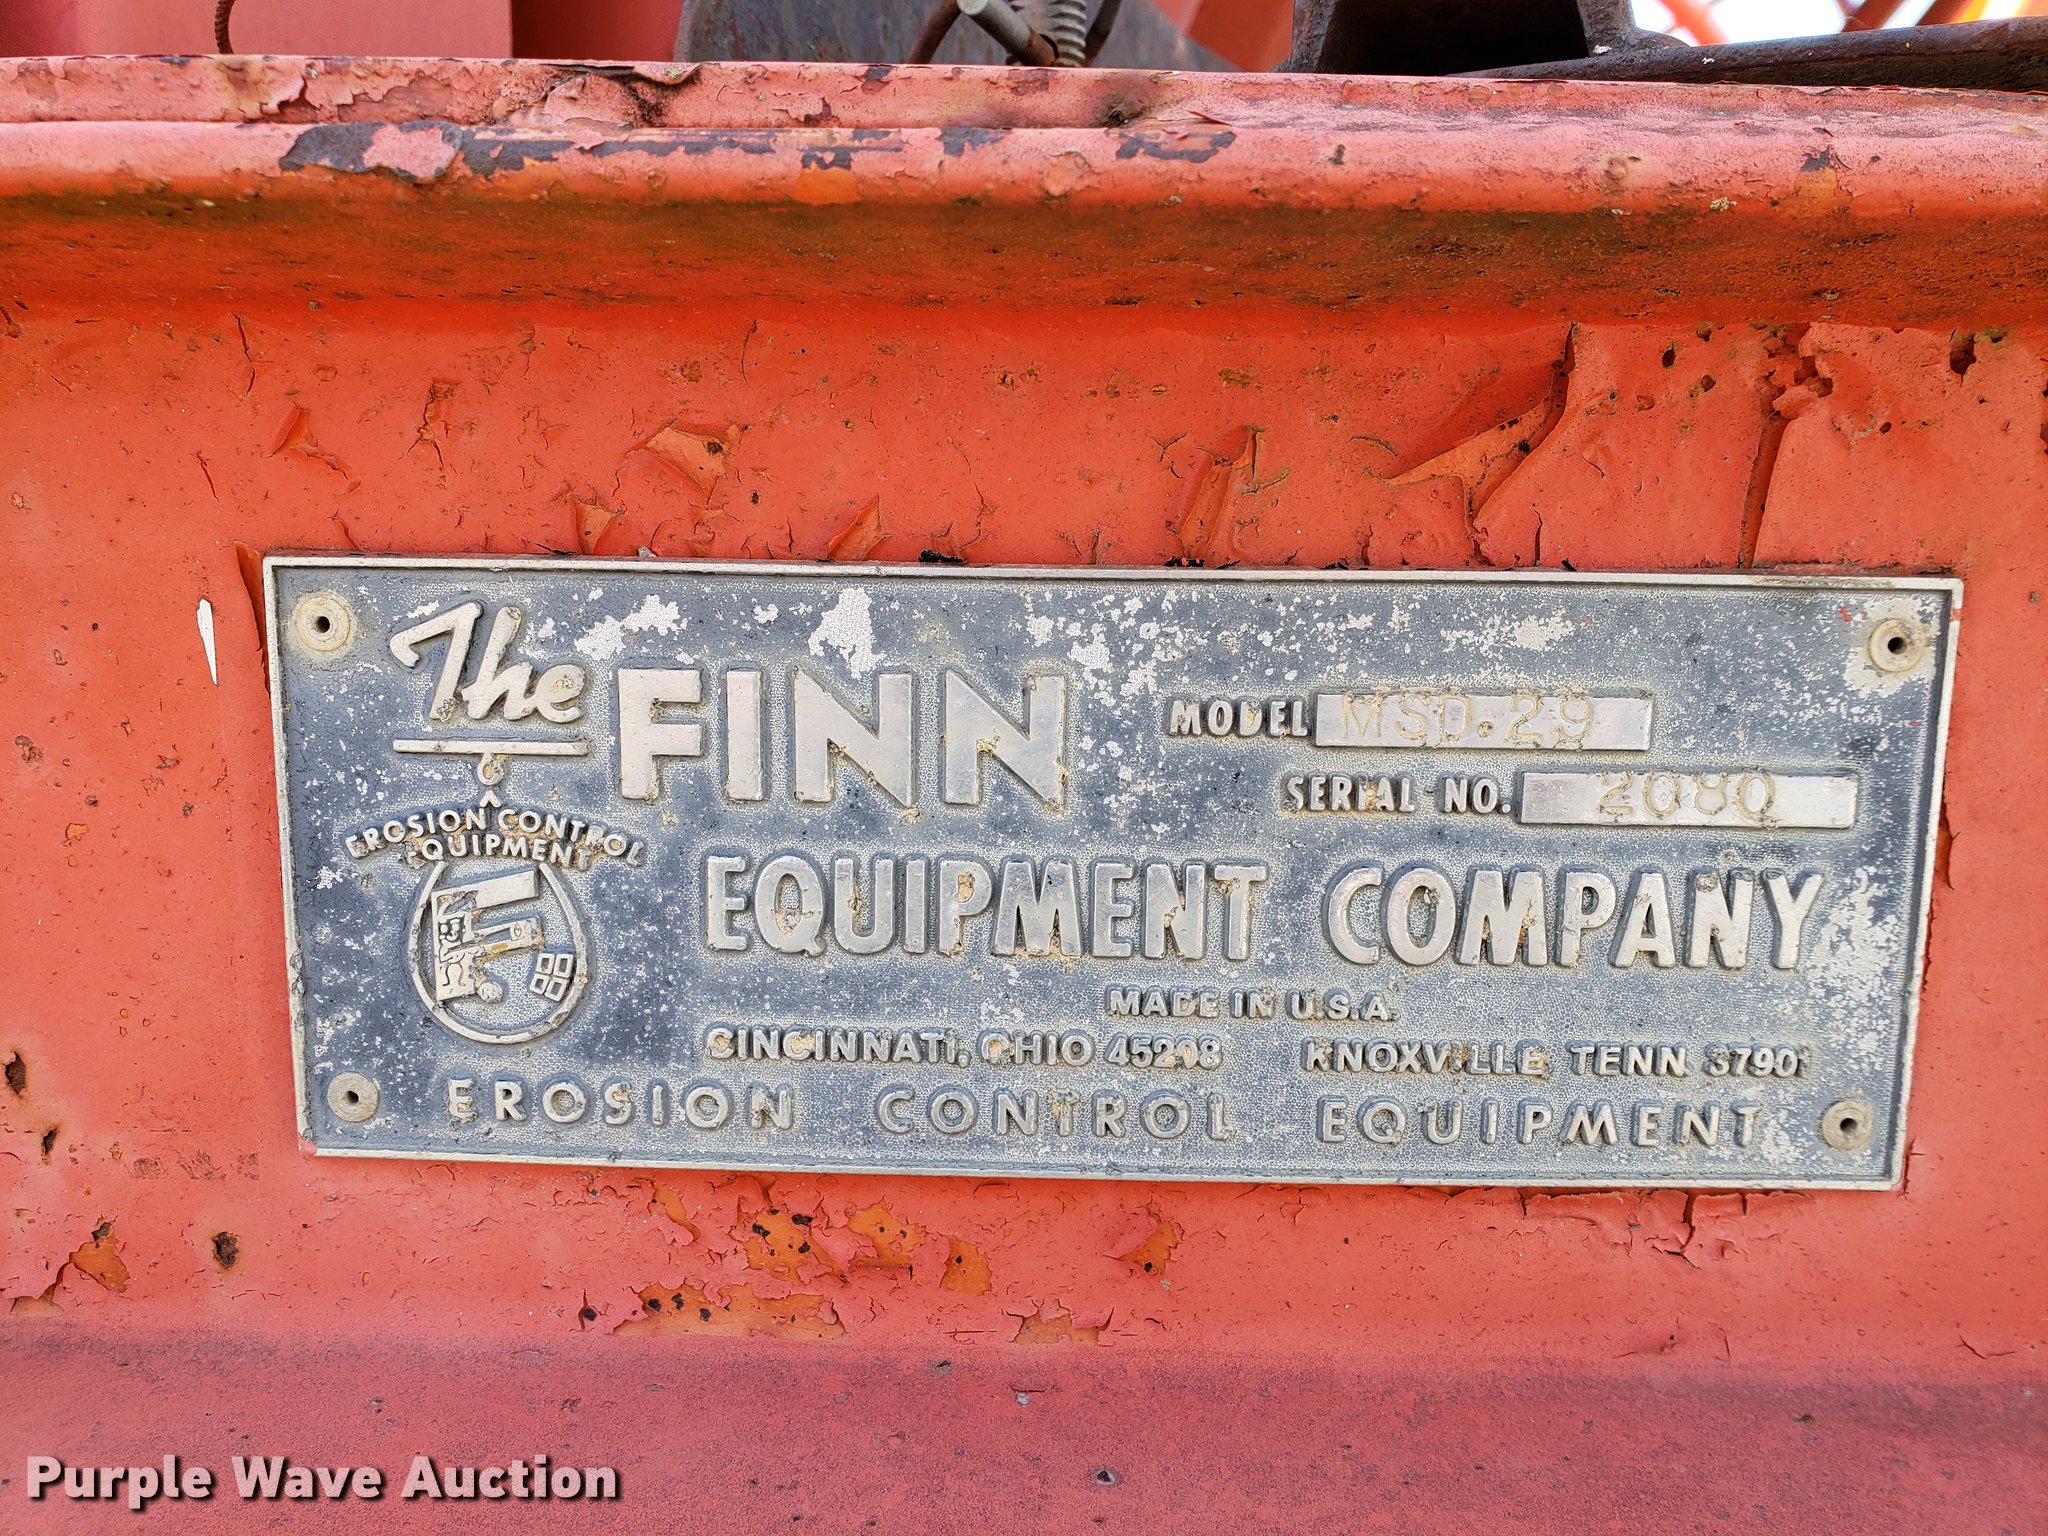 The FINN
MODEL MSD.29
SERIAL NO. 2080
EROSION CONTROL
EQUIPMENT
EQUIPMENT COMPANY
MADE IN U.S.A.
CINCINNATI, OHIO 45208 KNOXVILLE, TENN. 37901
EROSION CONTROL EQUIPMENT
Purple Wave Auction